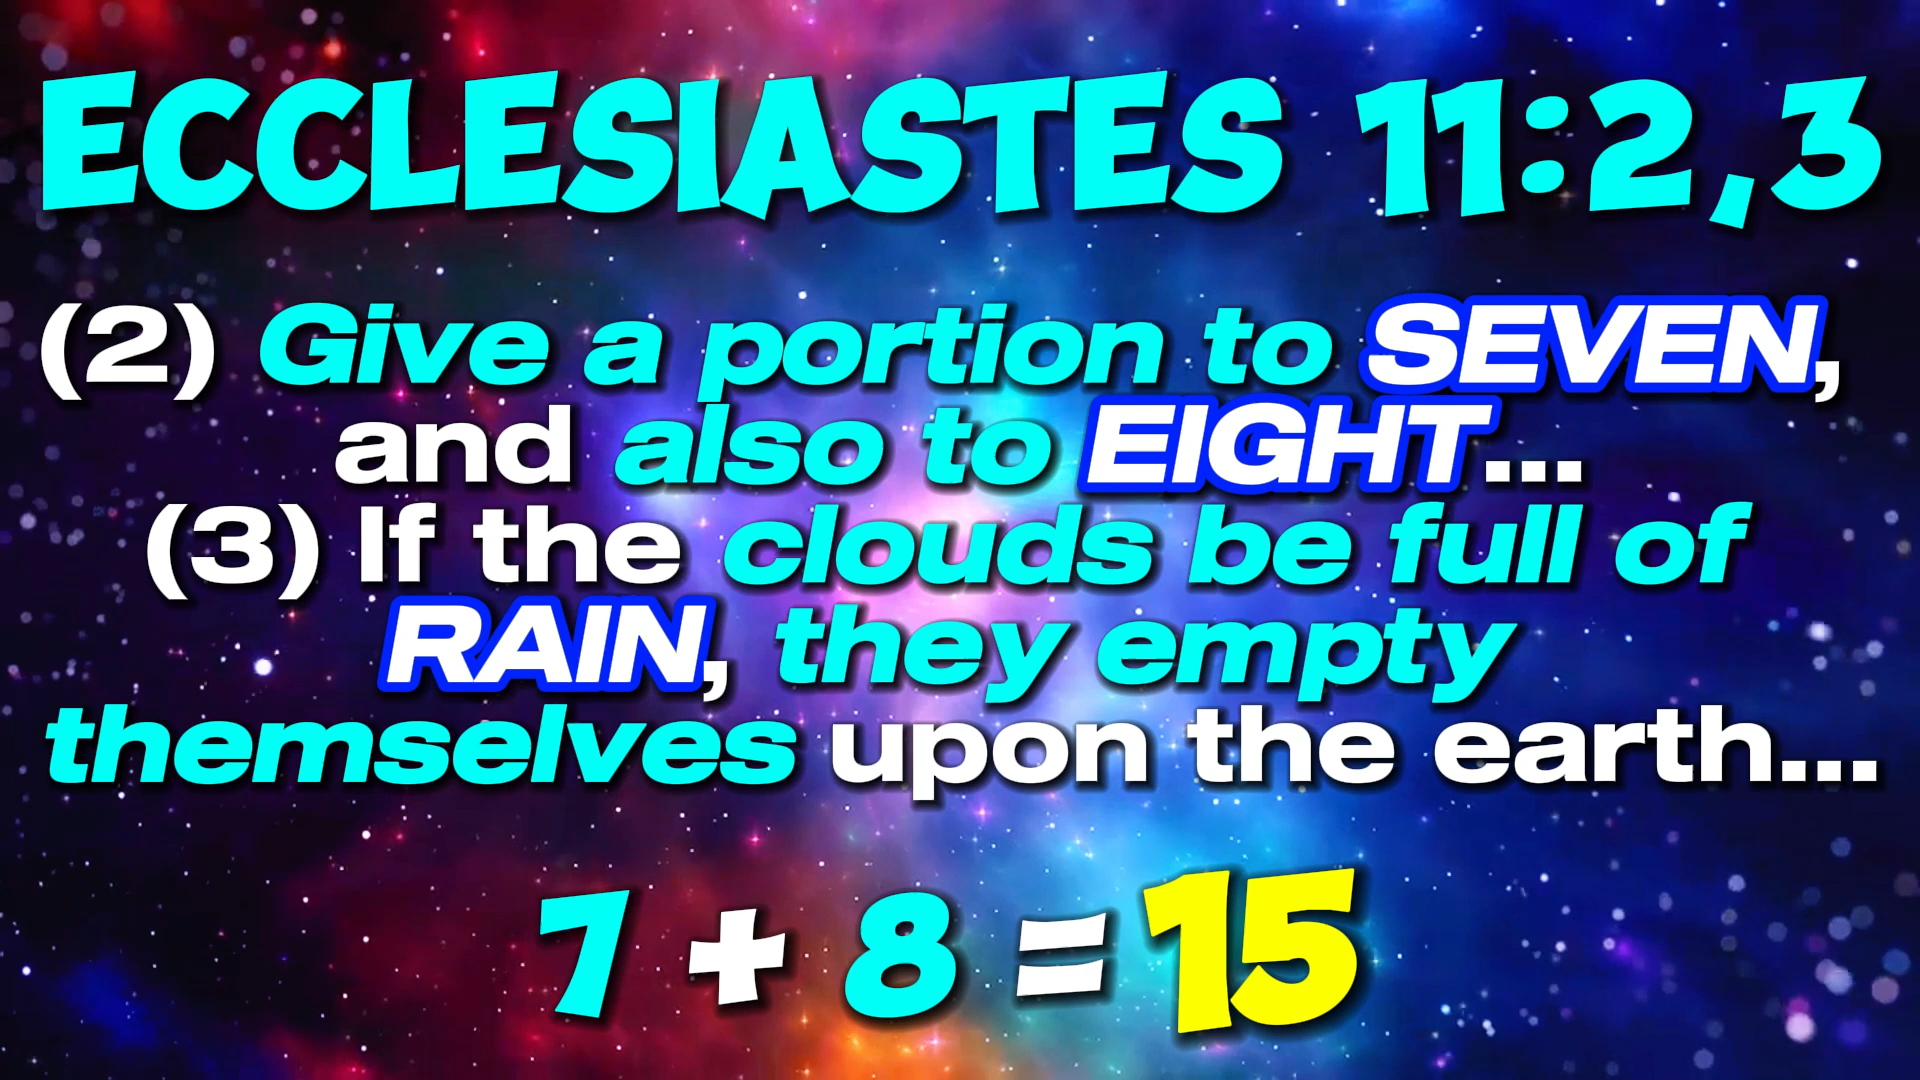 ECCLESIASTES 11:2,3
(2) Give a portion to SEVEN,
and also to EIGHT...
(3) If the clouds be full of
RAIN, they empty
themselves upon the earth...
7 + 8 = 15